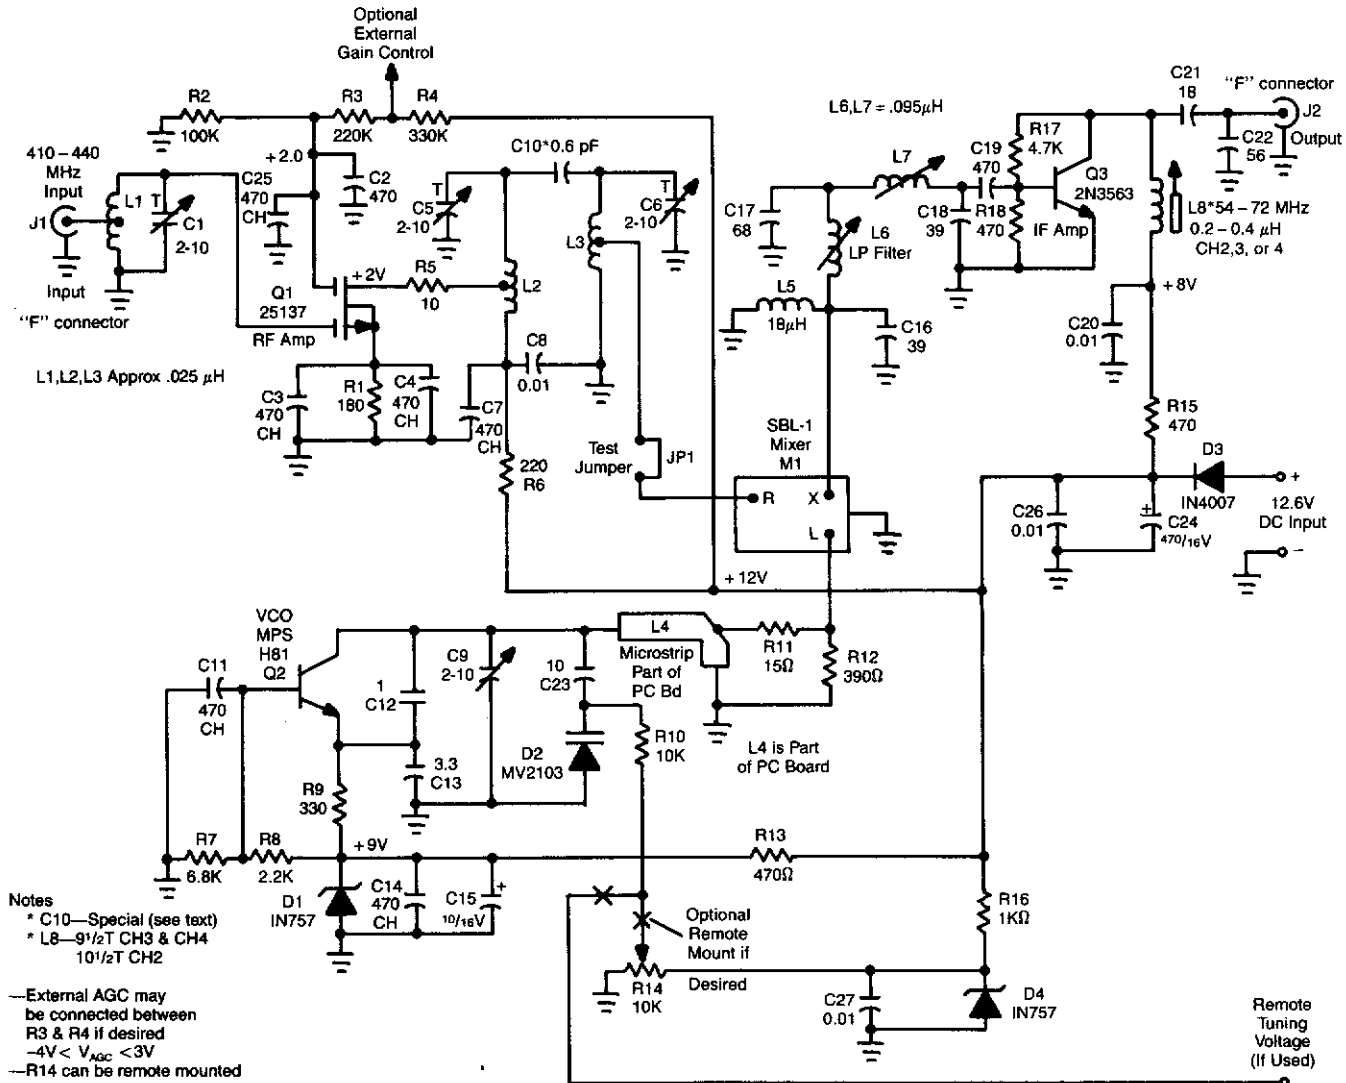 Optional
External
Gain Control
R2
100K
R3
220K
R4
330K
410–440
MHz
Input
J1
L1
T
C1
2-10
Input
"F" connector
C25
470
CH
+2.0
C2
470
Q1
25137
RF Amp
+2V
R5
10
T
C5
2-10
C10*0.6 pF
L2
L3
T
C6
2-10
L1,L2,L3 Approx .025 µH
C3
470
CH
R1
180
C4
470
CH
C7
470
CH
C8
0.01
220
R6
Test
Jumper
JP1
L6,L7 = .095µH
C17
68
L7
L6
LP Filter
L5
18µH
C16
39
C18
39
C19
470
R17
4.7K
R18
470
Q3
2N3563
IF Amp
C21
18
"F" connector
J2
Output
C22
56
L8*54–72 MHz
0.2–0.4 µH
CH2,3, or 4
+8V
C20
0.01
R15
470
D3
IN4007
+
12.6V
DC Input
–
C26
0.01
+
C24
470/16V
SBL-1
Mixer
M1
R
X
L
+12V
VCO
MPS
H81
Q2
C11
470
CH
1
C12
C9
2-10
10
C23
L4
Microstrip
Part of
PC Bd
R11
15Ω
R12
390Ω
L4 is Part
of PC Board
3.3
C13
D2
MV2103
R10
10K
R9
330
R7
6.8K
R8
2.2K
+9V
D1
IN757
C14
470
CH
C15
10/16V
+
R13
470Ω
R16
1KΩ
Optional
Remote
Mount if
Desired
R14
10K
C27
0.01
D4
IN757
Remote
Tuning
Voltage
(If Used)
Notes
* C10—Special (see text)
* L8—9 1/2T CH3 & CH4
10 1/2T CH2
—External AGC may
be connected between
R3 & R4 if desired
–4V< VAGC <3V
—R14 can be remote mounted